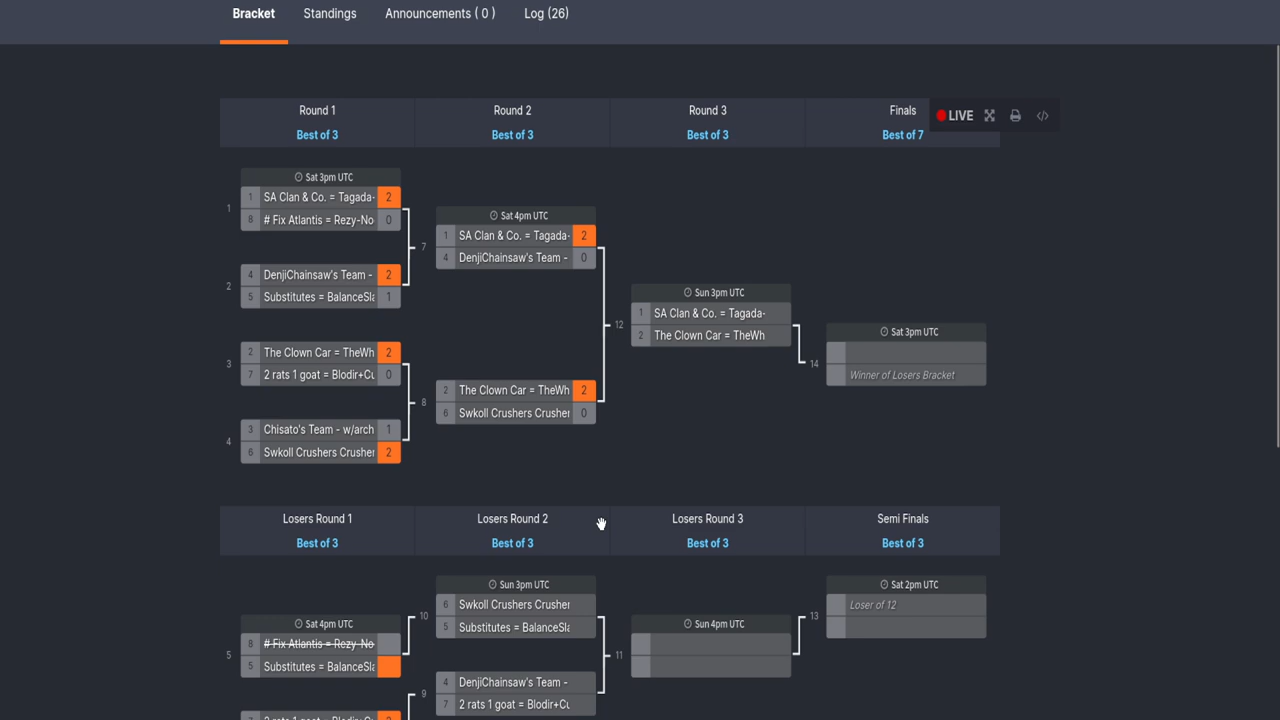 Bracket Standings Announcements ( 0 ) Log (26)
Round 1 Round 2 Round 3 Finals
Best of 3 Best of 3 Best of 3 Best of 7
LIVE
Sat 3pm UTC
1 1 SA Clan & Co. = Tagada- 2
8 # Fix Atlantis = Rezy-No 0
2 4 DenjiChainsaw's Team - 2
5 Substitutes = BalanceSla 1
3 2 The Clown Car = TheWh 2
7 2 rats 1 goat = Blodir+Cu 0
4 3 Chisato's Team - w/arch 1
6 Swkoll Crushers Crusher 2
Sat 4pm UTC
7 1 SA Clan & Co. = Tagada- 2
4 DenjiChainsaw's Team - 0
8 2 The Clown Car = TheWh 2
6 Swkoll Crushers Crusher 0
Sun 3pm UTC
12 1 SA Clan & Co. = Tagada-
2 The Clown Car = TheWh
Sat 3pm UTC
14 Winner of Losers Bracket
Losers Round 1 Losers Round 2 Losers Round 3 Semi Finals
Best of 3 Best of 3 Best of 3 Best of 3
Sat 4pm UTC
5 8 # Fix Atlantis = Rezy-No
5 Substitutes = BalanceSla
Sun 3pm UTC
10 6 Swkoll Crushers Crusher
5 Substitutes = BalanceSla
9 4 DenjiChainsaw's Team -
7 2 rats 1 goat = Blodir+Cu
Sun 4pm UTC
11
Sat 2pm UTC
13 Loser of 12